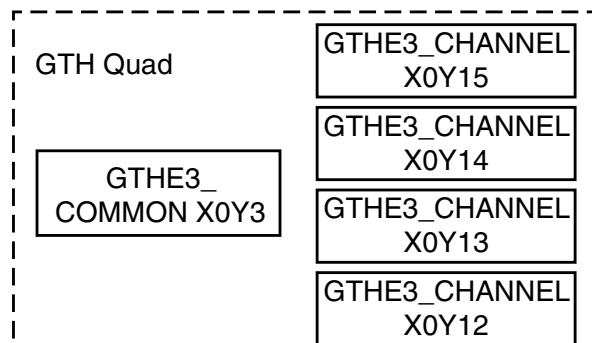 GTH Quad
GTHE3_
COMMON X0Y3
GTHE3_CHANNEL
X0Y15
GTHE3_CHANNEL
X0Y14
GTHE3_CHANNEL
X0Y13
GTHE3_CHANNEL
X0Y12